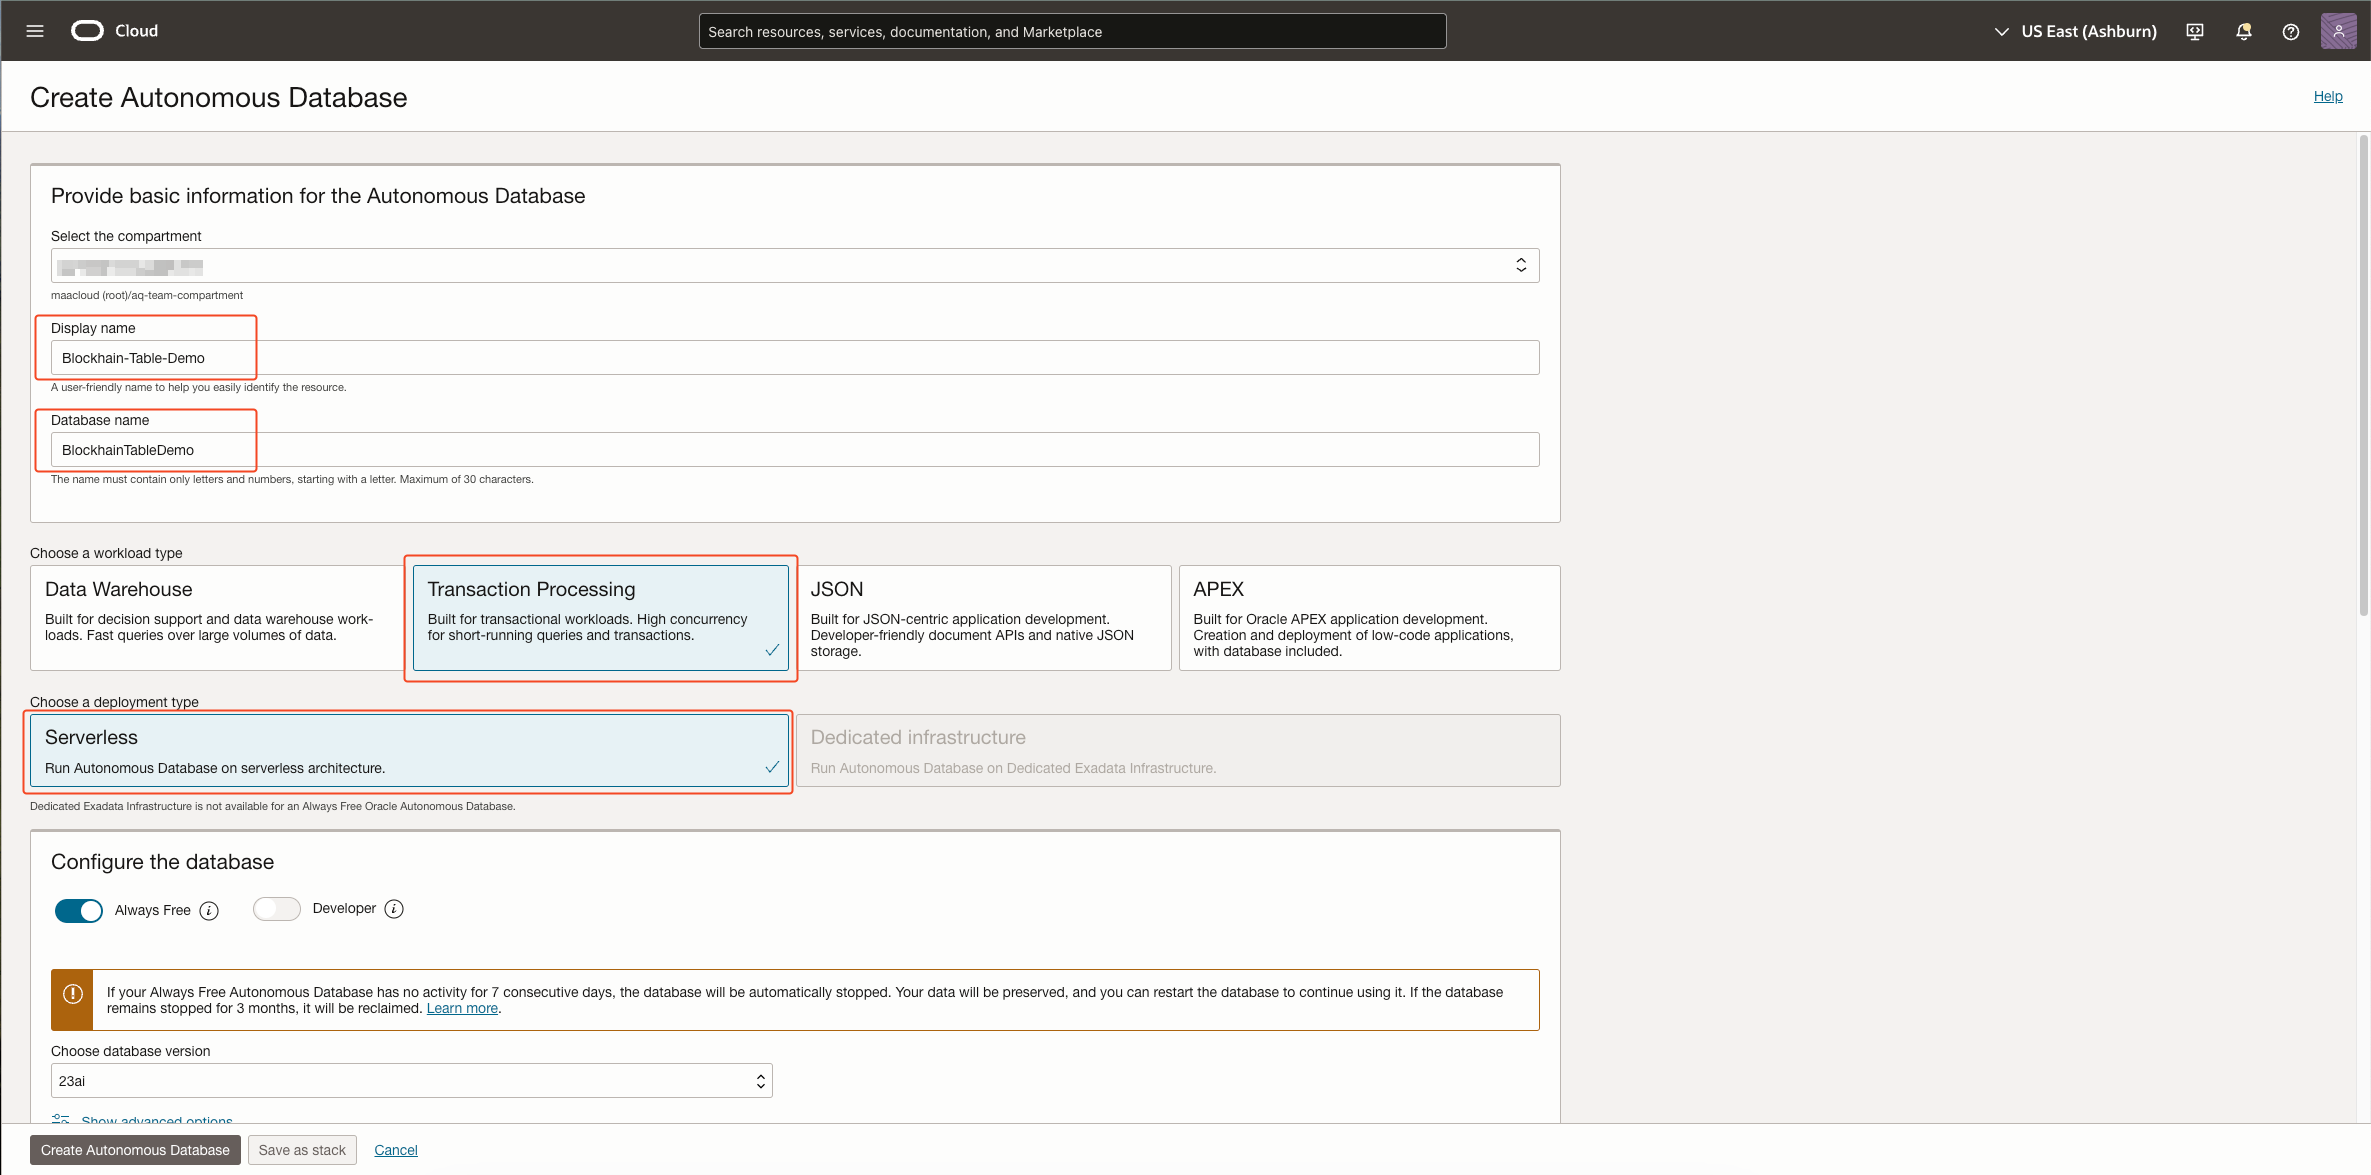 Cloud
Search resources, services, documentation, and Marketplace
US East (Ashburn)
Create Autonomous Database
Help
Provide basic information for the Autonomous Database
Select the compartment
maacloud (root)/aq-team-compartment
Display name
Blockhain-Table-Demo
A user-friendly name to help you easily identify the resource.
Database name
BlockhainTableDemo
The name must contain only letters and numbers, starting with a letter. Maximum of 30 characters.
Choose a workload type
Data Warehouse
Built for decision support and data warehouse work-
loads. Fast queries over large volumes of data.
Transaction Processing
Built for transactional workloads. High concurrency
for short-running queries and transactions.
JSON
Built for JSON-centric application development.
Developer-friendly document APIs and native JSON
storage.
APEX
Built for Oracle APEX application development.
Creation and deployment of low-code applications,
with database included.
Choose a deployment type
Serverless
Run Autonomous Database on serverless architecture.
Dedicated infrastructure
Run Autonomous Database on Dedicated Exadata Infrastructure.
Dedicated Exadata Infrastructure is not available for an Always Free Oracle Autonomous Database.
Configure the database
Always Free
Developer
If your Always Free Autonomous Database has no activity for 7 consecutive days, the database will be automatically stopped. Your data will be preserved, and you can restart the database to continue using it. If the database
remains stopped for 3 months, it will be reclaimed. Learn more.
Choose database version
23ai
Show advanced options
Create Autonomous Database
Save as stack
Cancel